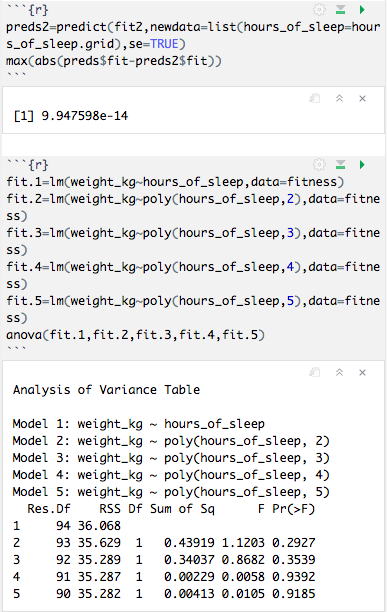 ```{r}
preds2=predict(fit2,newdata=list(hours_of_sleep=hour
s_of_sleep.grid),se=TRUE)
max(abs(preds$fit-preds2$fit))
```
[1] 9.947598e-14
```{r}
fit.1=lm(weight_kg~hours_of_sleep,data=fitness)
fit.2=lm(weight_kg~poly(hours_of_sleep,2),data=fitne
ss)
fit.3=lm(weight_kg~poly(hours_of_sleep,3),data=fitne
ss)
fit.4=lm(weight_kg~poly(hours_of_sleep,4),data=fitne
ss)
fit.5=lm(weight_kg~poly(hours_of_sleep,5),data=fitne
ss)
anova(fit.1,fit.2,fit.3,fit.4,fit.5)
```
Analysis of Variance Table
Model 1: weight_kg ~ hours_of_sleep
Model 2: weight_kg ~ poly(hours_of_sleep, 2)
Model 3: weight_kg ~ poly(hours_of_sleep, 3)
Model 4: weight_kg ~ poly(hours_of_sleep, 4)
Model 5: weight_kg ~ poly(hours_of_sleep, 5)
  Res.Df    RSS Df Sum of Sq      F Pr(>F)
1     94 36.068
2     93 35.629  1   0.43919 1.1203 0.2927
3     92 35.289  1   0.34037 0.8682 0.3539
4     91 35.287  1   0.00229 0.0058 0.9392
5     90 35.282  1   0.00413 0.0105 0.9185